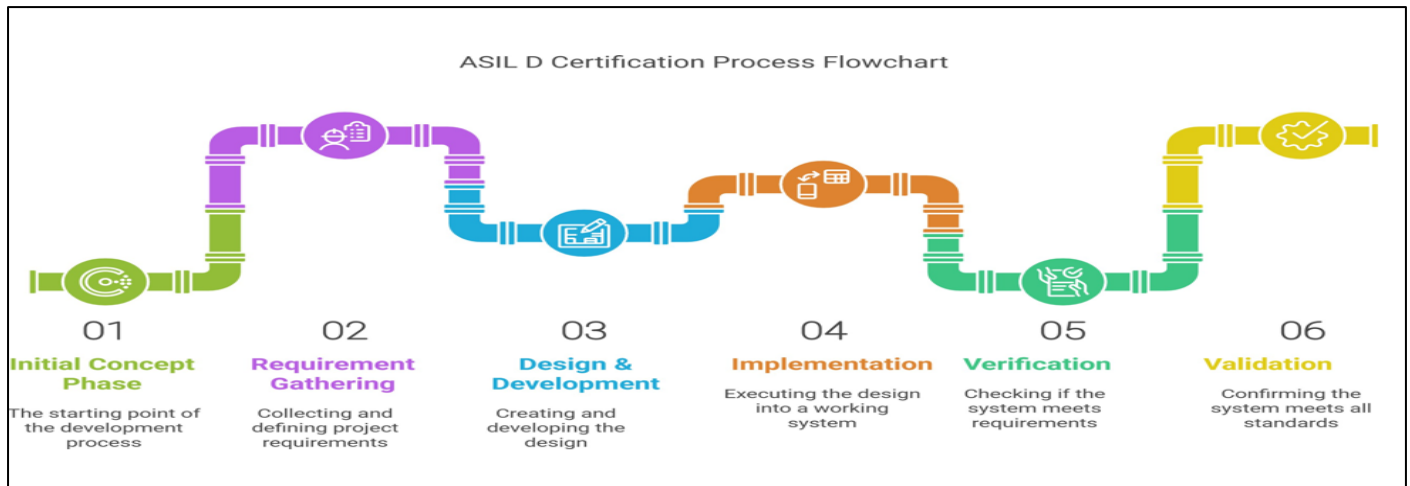 ASIL D Certification Process Flowchart
01
Initial Concept
Phase
The starting point of
the development
process
02
Requirement
Gathering
Collecting and
defining project
requirements
03
Design &
Development
Creating and
developing the
design
04
Implementation
Executing the design
into a working
system
05
Verification
Checking if the
system meets
requirements
06
Validation
Confirming the
system meets all
standards